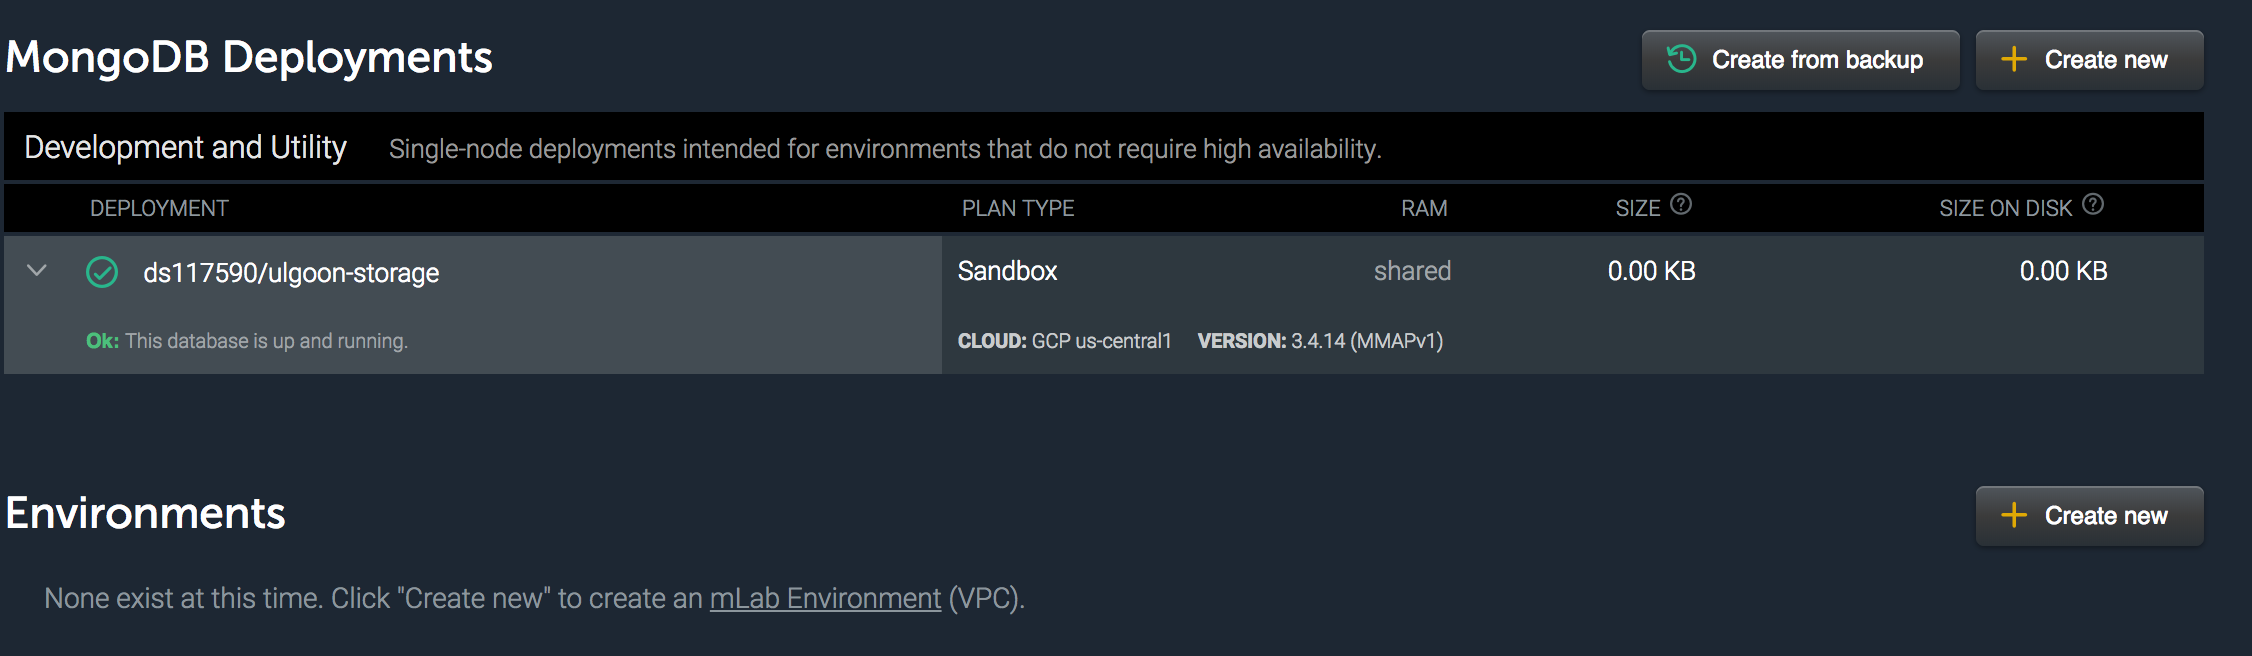 MongoDB Deployments
Create from backup
Create new
Development and Utility Single-node deployments intended for environments that do not require high availability.
DEPLOYMENT PLAN TYPE RAM SIZE ? SIZE ON DISK ?
ds117590/ulgoon-storage Sandbox shared 0.00 KB 0.00 KB
Ok: This database is up and running. CLOUD: GCP us-central1 VERSION: 3.4.14 (MMAPv1)
Environments
Create new
None exist at this time. Click "Create new" to create an mLab Environment (VPC).